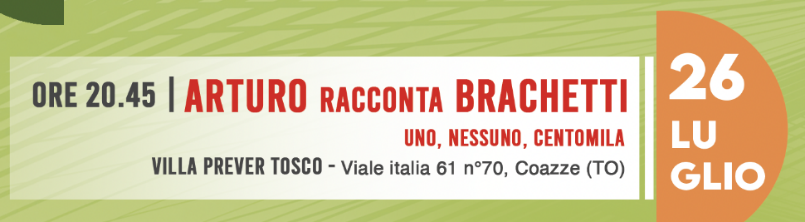 ORE 20.45 | ARTURO RACCONTA BRACHETTI
UNO, NESSUNO, CENTOMILA
VILLA PREVER TOSCO - Viale italia 61 n°70, Coazze (TO)
26
LU
GLIO